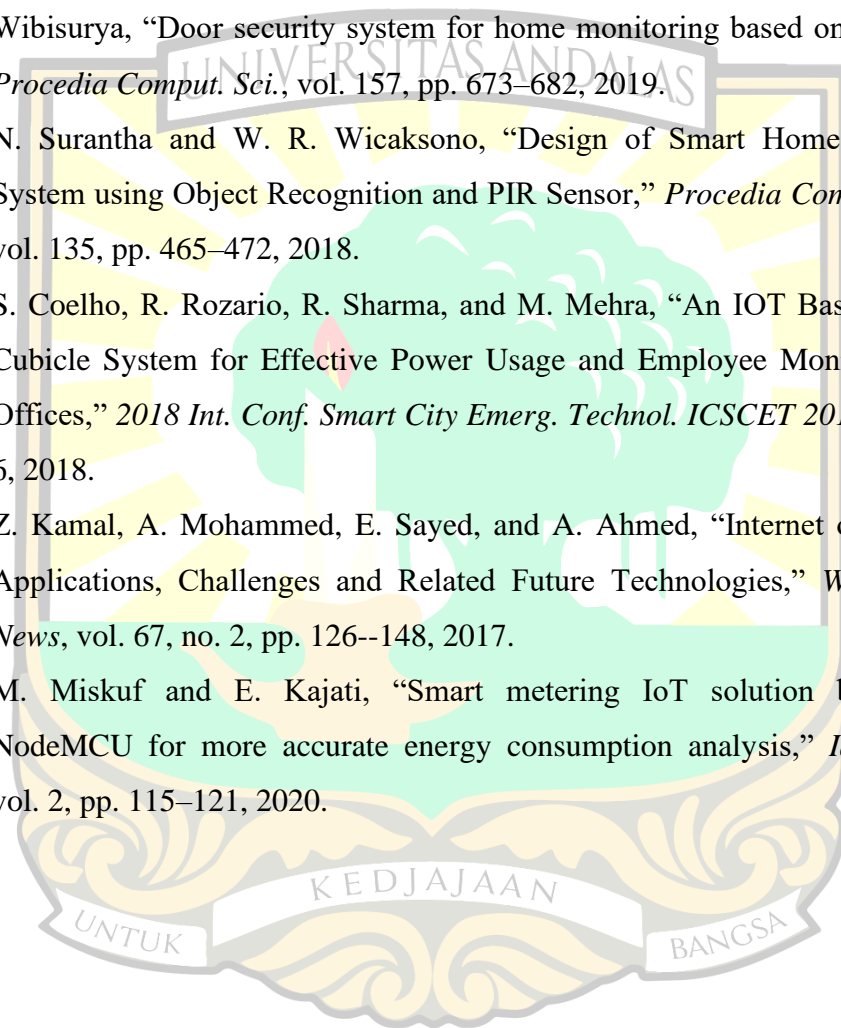 Wibisurya, “Door security system for home monitoring based on
UNIVERSITAS ANDALAS
Procedia Comput. Sci., vol. 157, pp. 673–682, 2019.
N. Surantha and W. R. Wicaksono, “Design of Smart Home
System using Object Recognition and PIR Sensor,” Procedia Com
vol. 135, pp. 465–472, 2018.
S. Coelho, R. Rozario, R. Sharma, and M. Mehra, “An IOT Bas
Cubicle System for Effective Power Usage and Employee Mon
Offices,” 2018 Int. Conf. Smart City Emerg. Technol. ICSCET 201
6, 2018.
Z. Kamal, A. Mohammed, E. Sayed, and A. Ahmed, “Internet
Applications, Challenges and Related Future Technologies,” W
News, vol. 67, no. 2, pp. 126--148, 2017.
M. Miskuf and E. Kajati, “Smart metering IoT solution b
NodeMCU for more accurate energy consumption analysis,”
vol. 2, pp. 115–121, 2020.
KEDJAJAAN
UNTUK
BANGSA